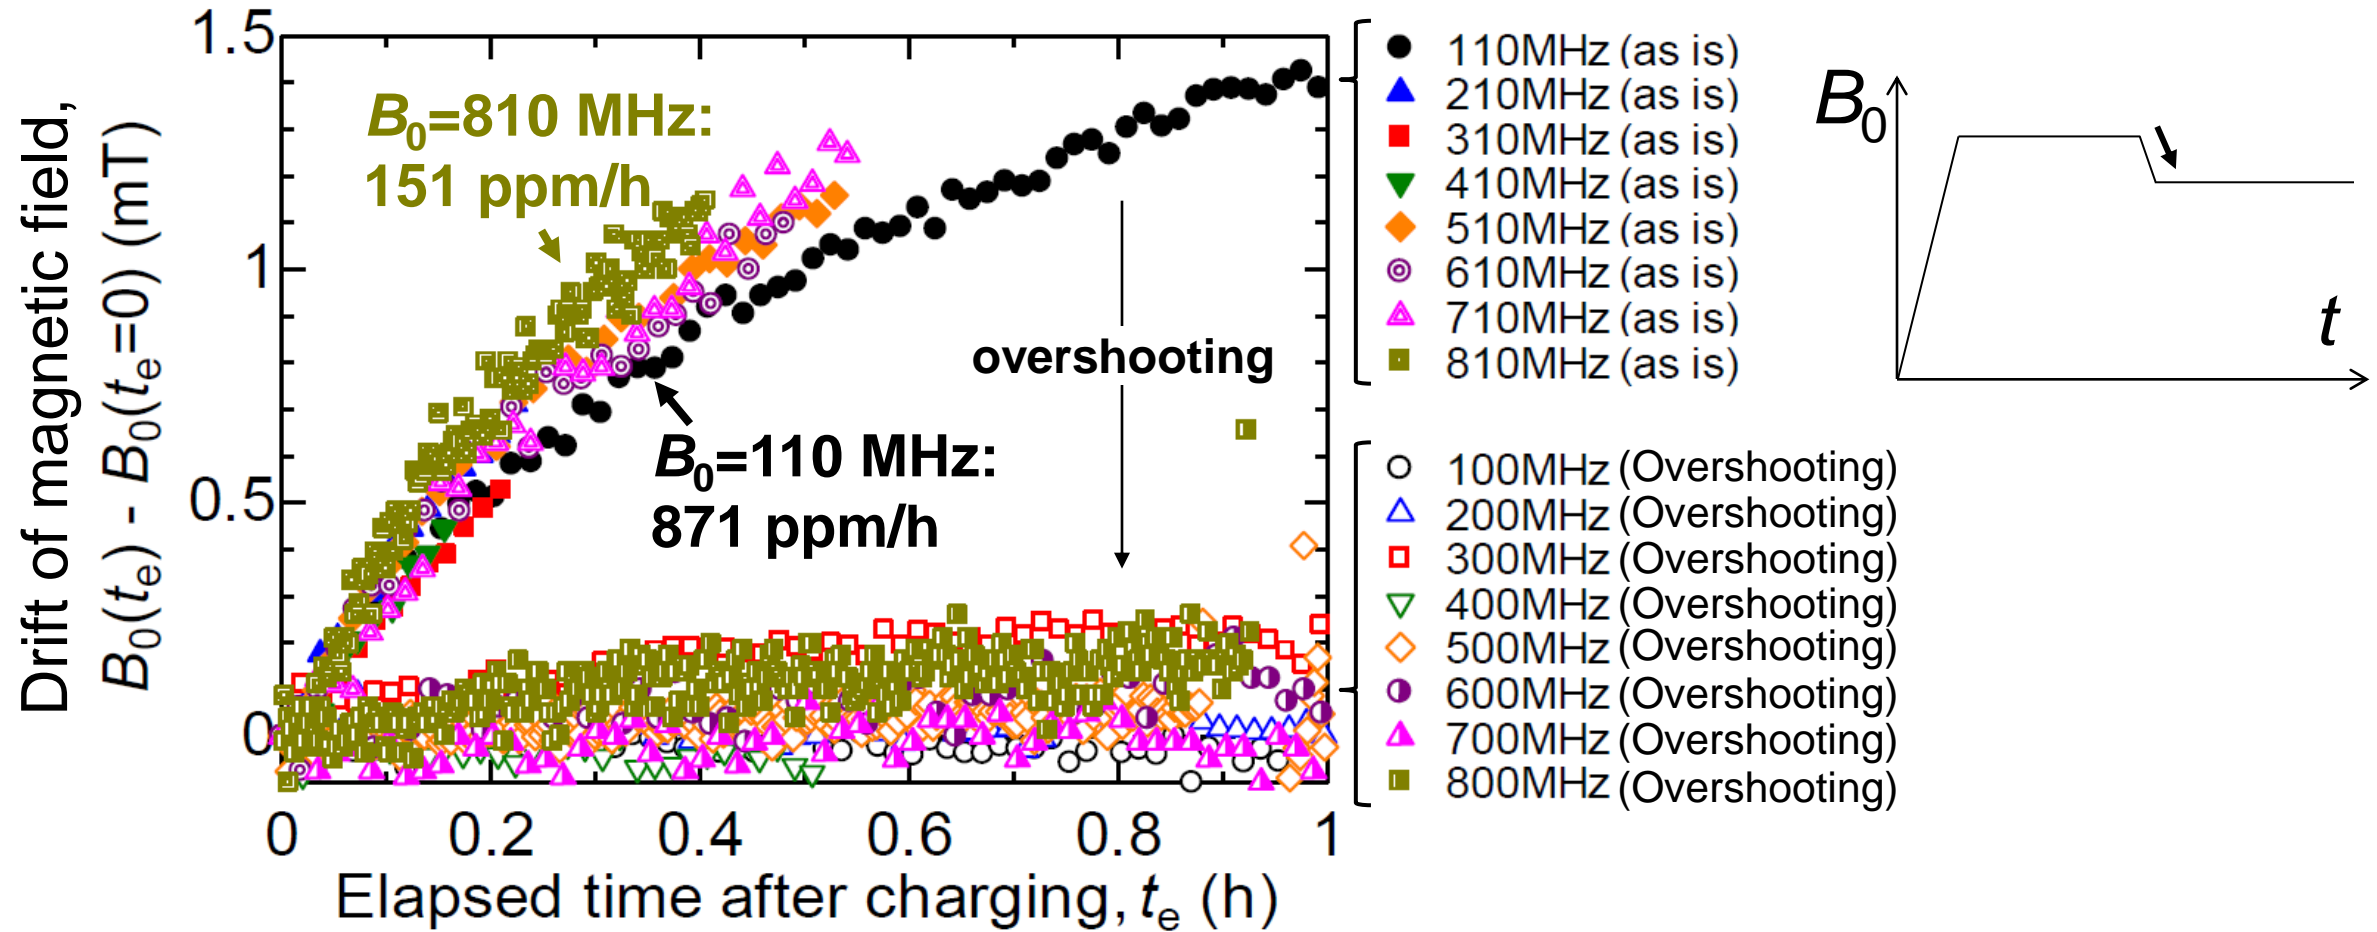 Drift of magnetic field,
B0(te) - B0(te=0) (mT)
1.5
1
0.5
0
B0=810 MHz:
151 ppm/h
B0=110 MHz:
871 ppm/h
overshooting
0 0.2 0.4 0.6 0.8 1
Elapsed time after charging, te (h)
110MHz (as is)
210MHz (as is)
310MHz (as is)
410MHz (as is)
510MHz (as is)
610MHz (as is)
710MHz (as is)
810MHz (as is)
100MHz (Overshooting)
200MHz (Overshooting)
300MHz (Overshooting)
400MHz (Overshooting)
500MHz (Overshooting)
600MHz (Overshooting)
700MHz (Overshooting)
800MHz (Overshooting)
B0
t